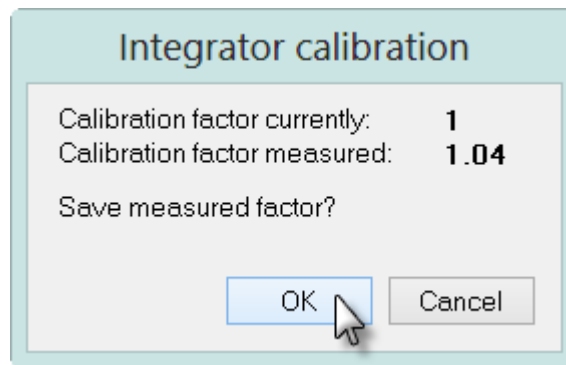 Integrator calibration
Calibration factor currently: 1
Calibration factor measured: 1.04
Save measured factor?
OK Cancel